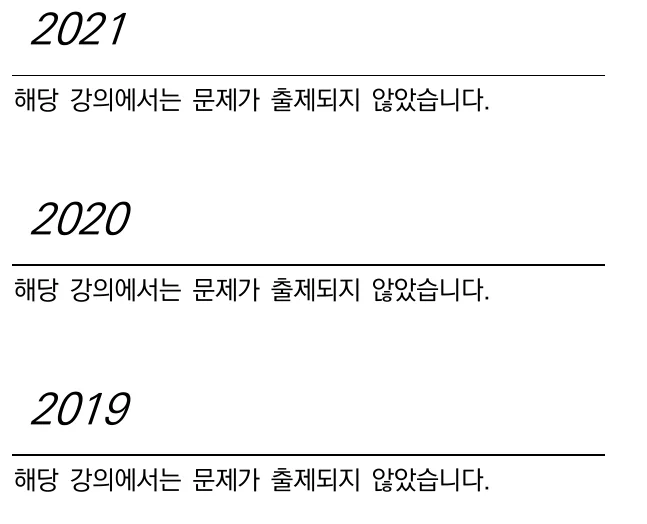 2021
해당 강의에서는 문제가 출제되지 않았습니다.
2020
해당 강의에서는 문제가 출제되지 않았습니다.
2019
해당 강의에서는 문제가 출제되지 않았습니다.